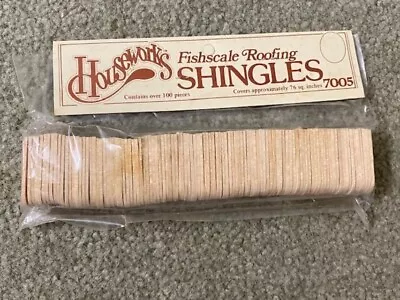 Houseworks
Fishscale Roofing
SHINGLES
7005
Contains over 100 pieces
Covers approximately 76 sq. inches